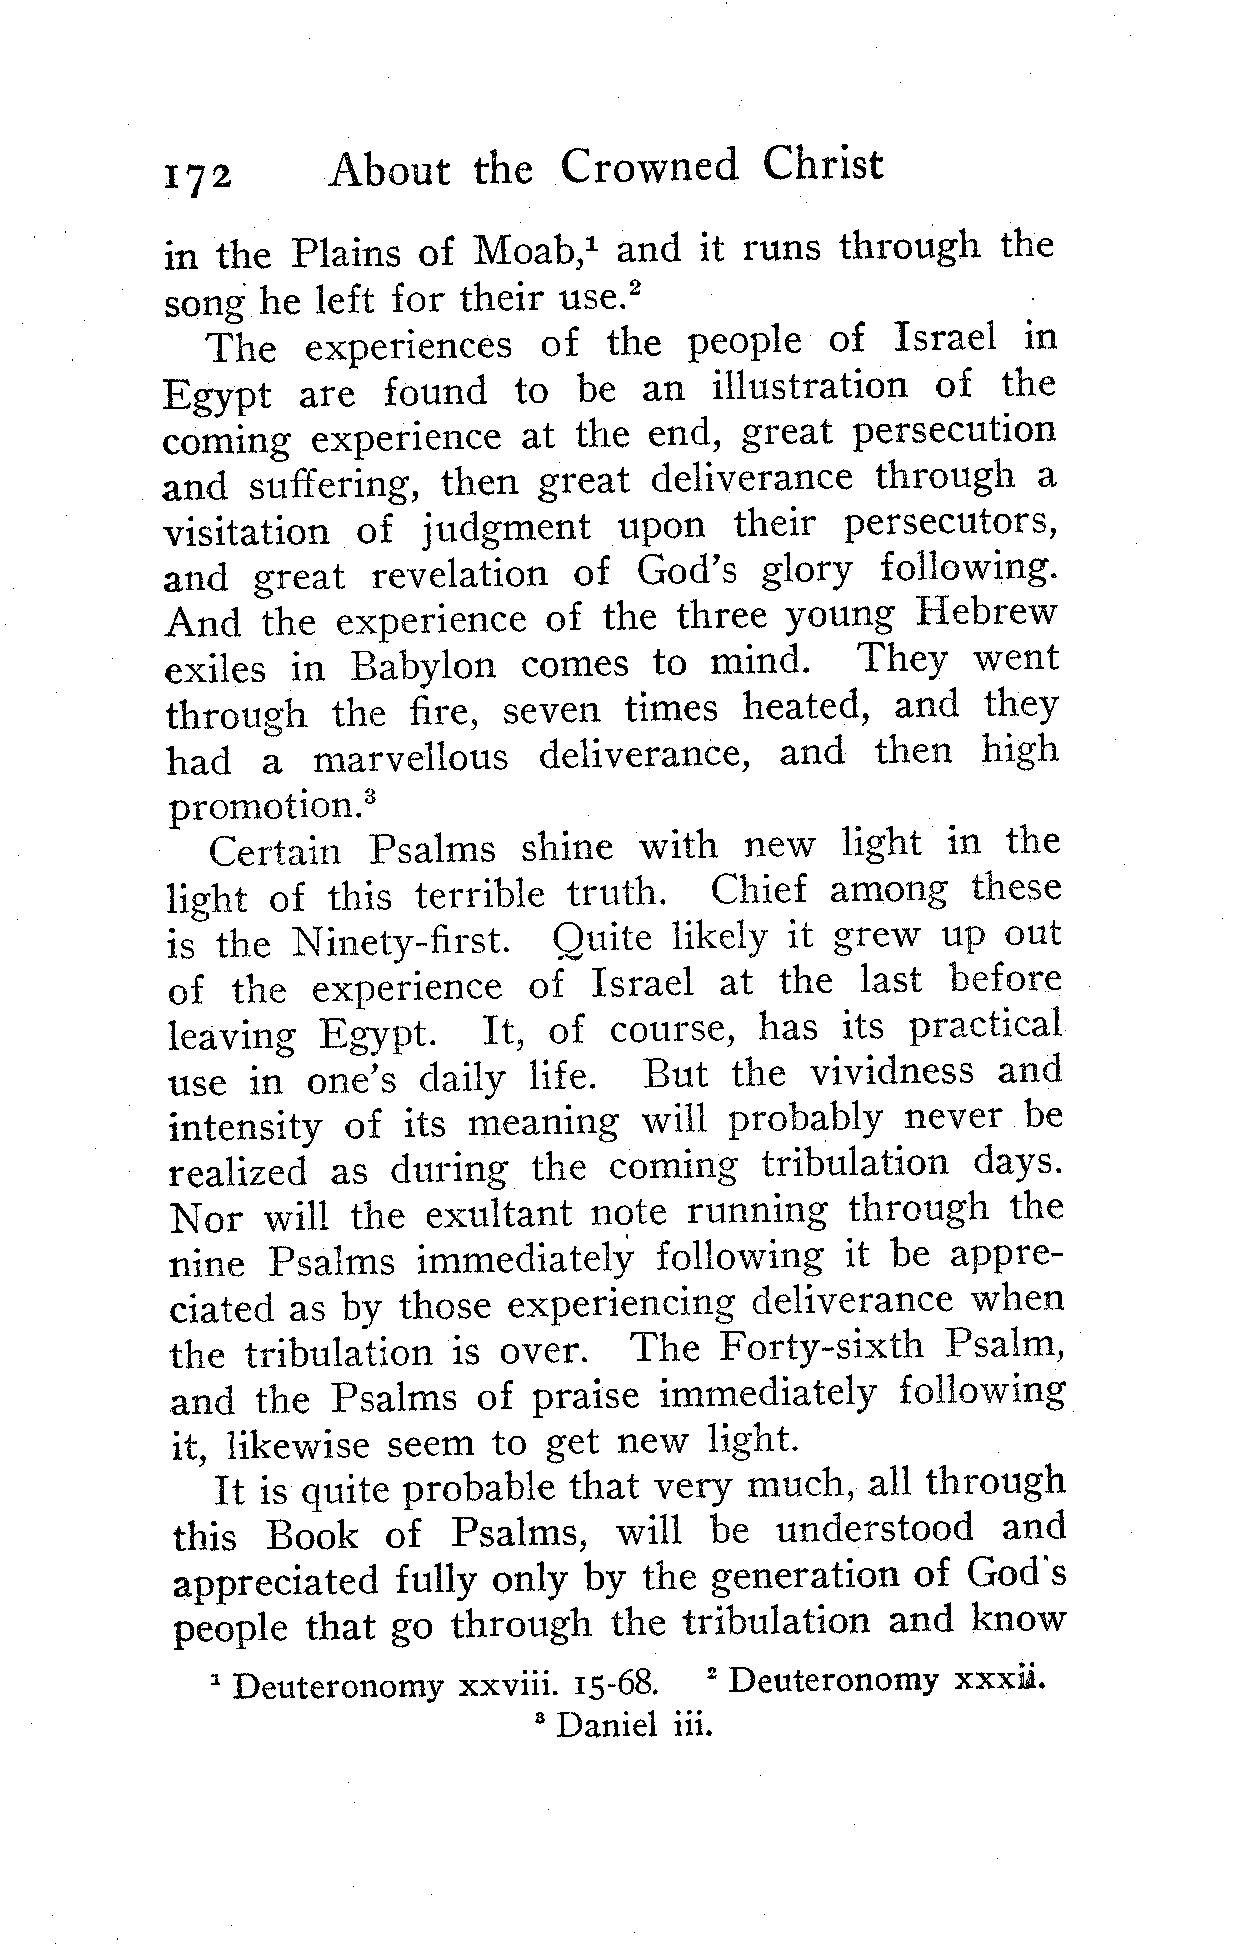 172 About the Crowned Christ
in the Plains of Moab,¹ and it runs through the
song he left for their use.²
The experiences of the people of Israel in
Egypt are found to be an illustration of the
coming experience at the end, great persecution
and suffering, then great deliverance through a
visitation of judgment upon their persecutors,
and great revelation of God's glory following.
And the experience of the three young Hebrew
exiles in Babylon comes to mind. They went
through the fire, seven times heated, and they
had a marvellous deliverance, and then high
promotion.³
Certain Psalms shine with new light in the
light of this terrible truth. Chief among these
is the Ninety-first. Quite likely it grew up out
of the experience of Israel at the last before
leaving Egypt. It, of course, has its practical
use in one's daily life. But the vividness and
intensity of its meaning will probably never be
realized as during the coming tribulation days.
Nor will the exultant note running through the
nine Psalms immediately following it be appre-
ciated as by those experiencing deliverance when
the tribulation is over. The Forty-sixth Psalm,
and the Psalms of praise immediately following
it, likewise seem to get new light.
It is quite probable that very much, all through
this Book of Psalms, will be understood and
appreciated fully only by the generation of God's
people that go through the tribulation and know
¹ Deuteronomy xxviii. 15-68. ² Deuteronomy xxxii.
³ Daniel iii.